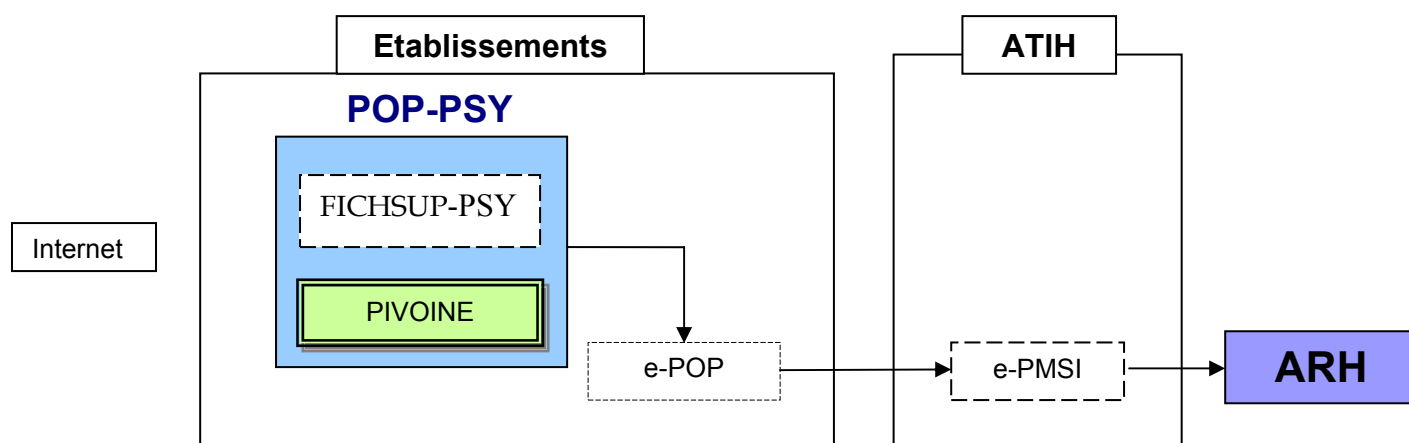 Etablissements
ATIH
POP-PSY
FICHSUP-PSY
Internet
PIVOINE
e-POP
e-PMSI
ARH